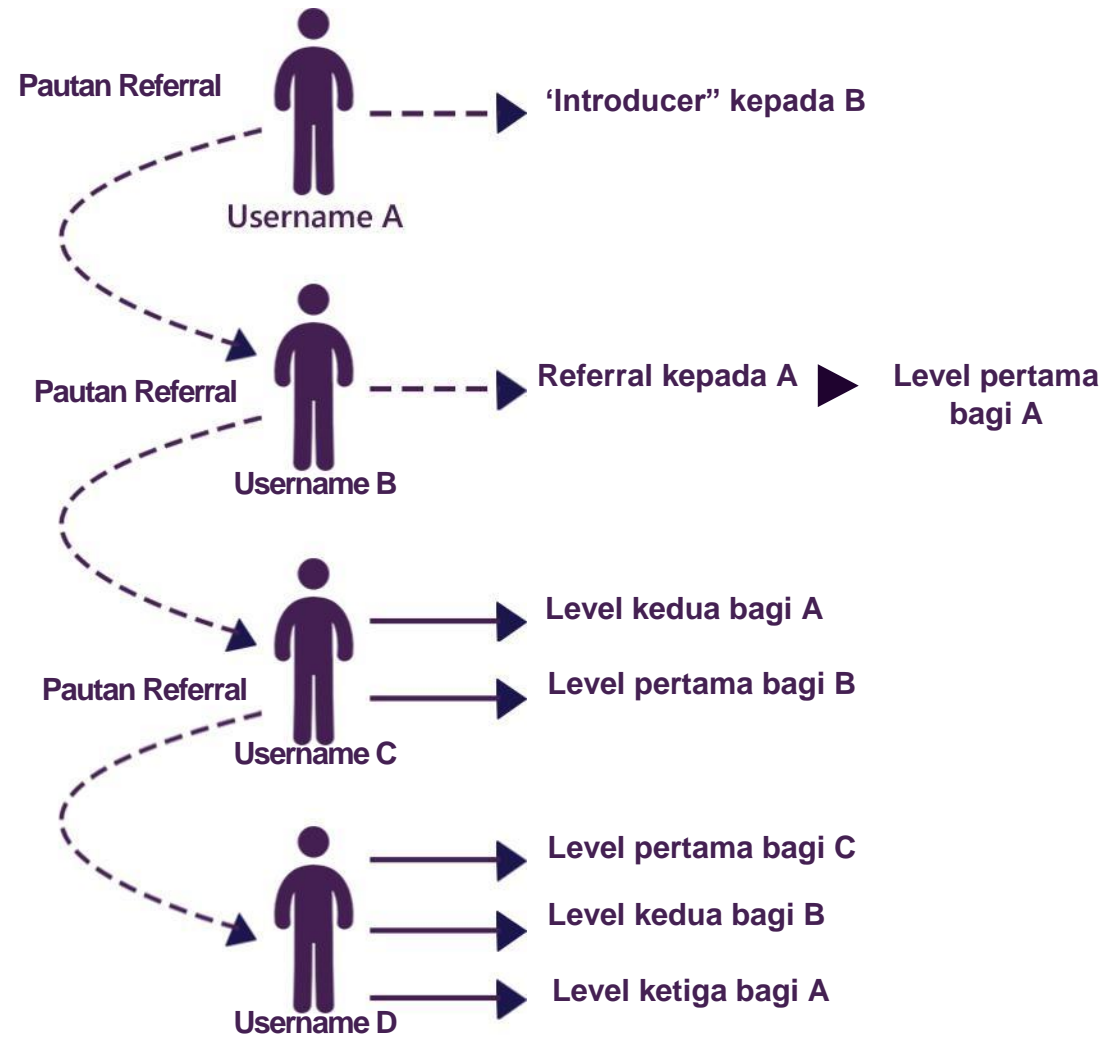 Pautan Referral
‘Introducer” kepada B
Username A
Pautan Referral
Referral kepada A
Level pertama
bagi A
Username B
Level kedua bagi A
Pautan Referral
Level pertama bagi B
Username C
Level pertama bagi C
Level kedua bagi B
Level ketiga bagi A
Username D